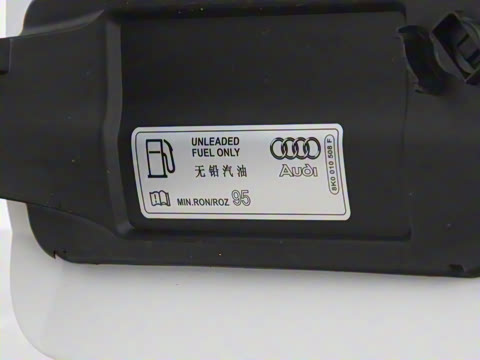 UNLEADED
FUEL ONLY
无铅汽油
MIN.RON/ROZ 95
Audi
8K0 010 508 F